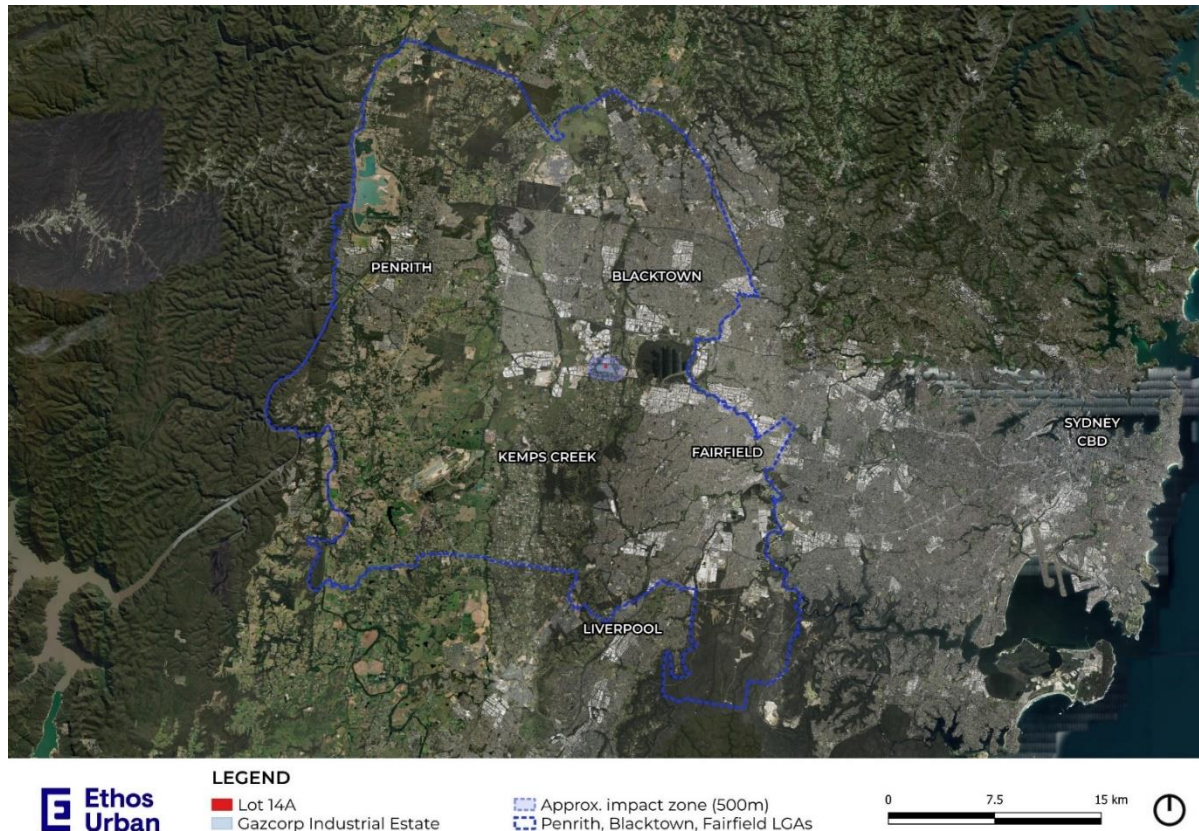 PENRITH
BLACKTOWN
SYDNEY
CBD
KEMPS CREEK
FAIRFIELD
LIVERPOOL
Ethos
Urban
LEGEND
Lot 14A
Gazcorp Industrial Estate
Approx. impact zone (500m)
Penrith, Blacktown, Fairfield LGAs
0 7.5 15 km